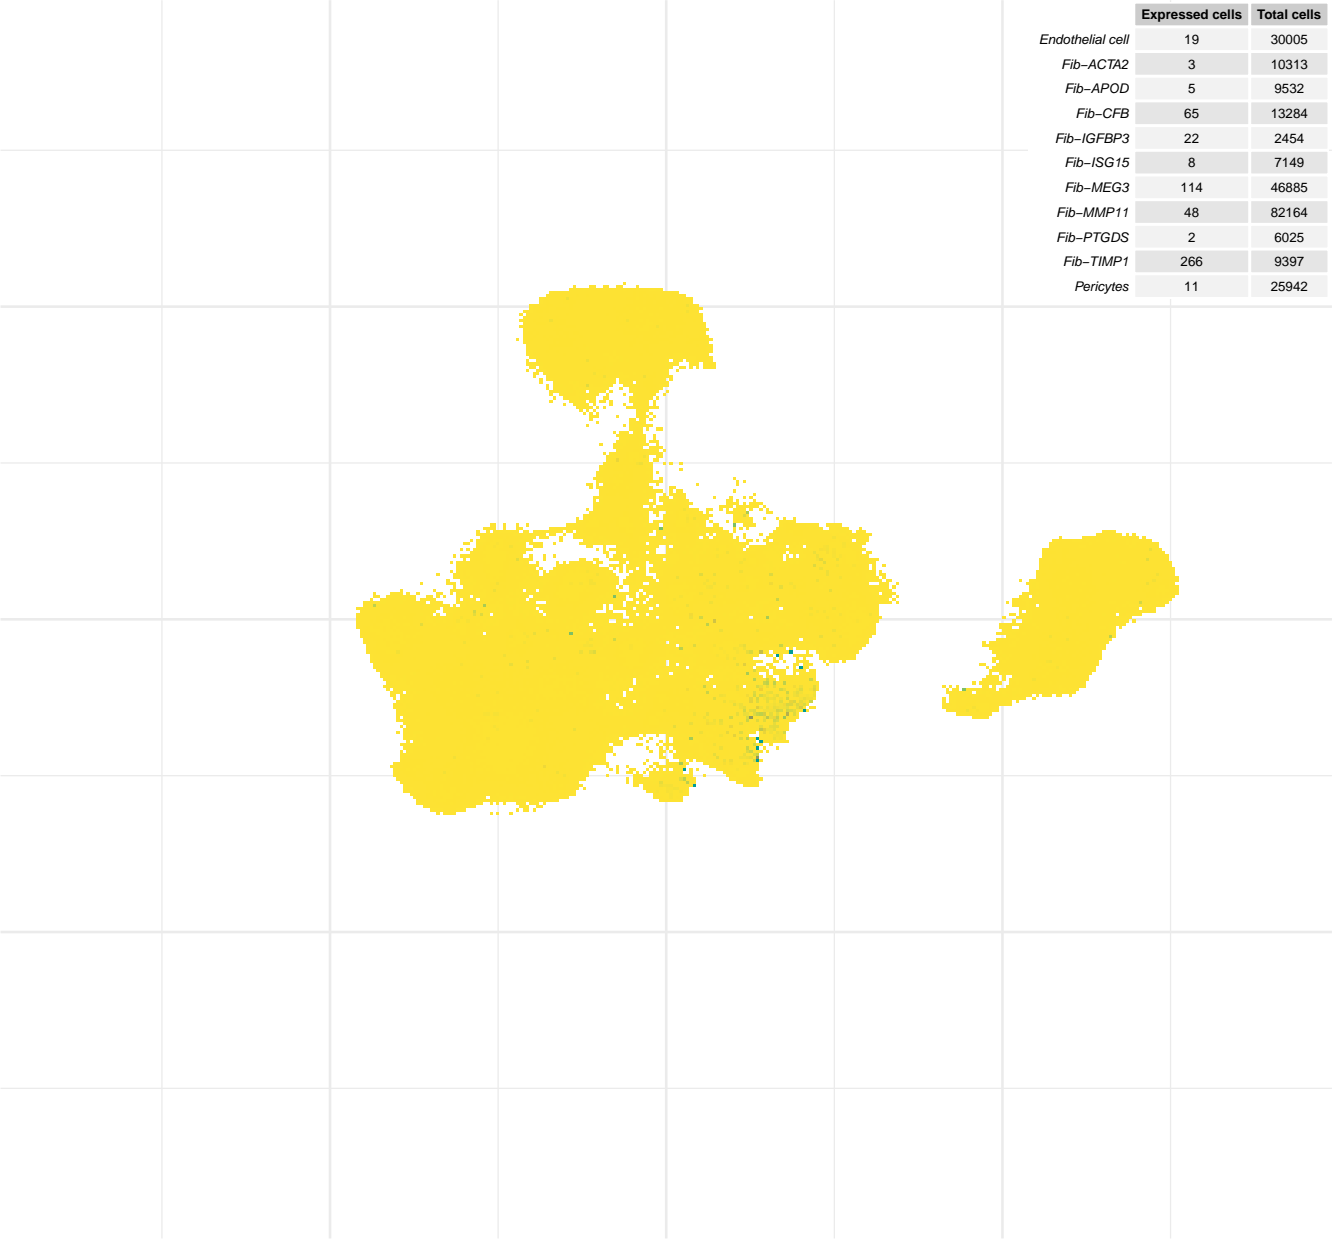 Expressed cells Total cells
Endothelial cell 19 30005
Fib−ACTA2 3 10313
Fib−APOD 5 9532
Fib−CFB 65 13284
Fib−IGFBP3 22 2454
Fib−ISG15 8 7149
Fib−MEG3 114 46885
Fib−MMP11 48 82164
Fib−PTGDS 2 6025
Fib−TIMP1 266 9397
Pericytes 11 25942